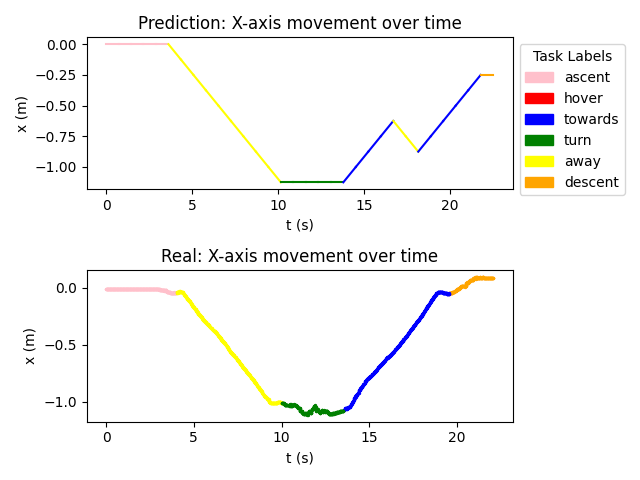 Prediction: X-axis movement over time
0.00
−0.25
−0.50
−0.75
−1.00
x (m)
0 5 10 15 20
t (s)
Task Labels
ascent
hover
towards
turn
away
descent
Real: X-axis movement over time
0.0
−0.5
−1.0
x (m)
0 5 10 15 20
t (s)